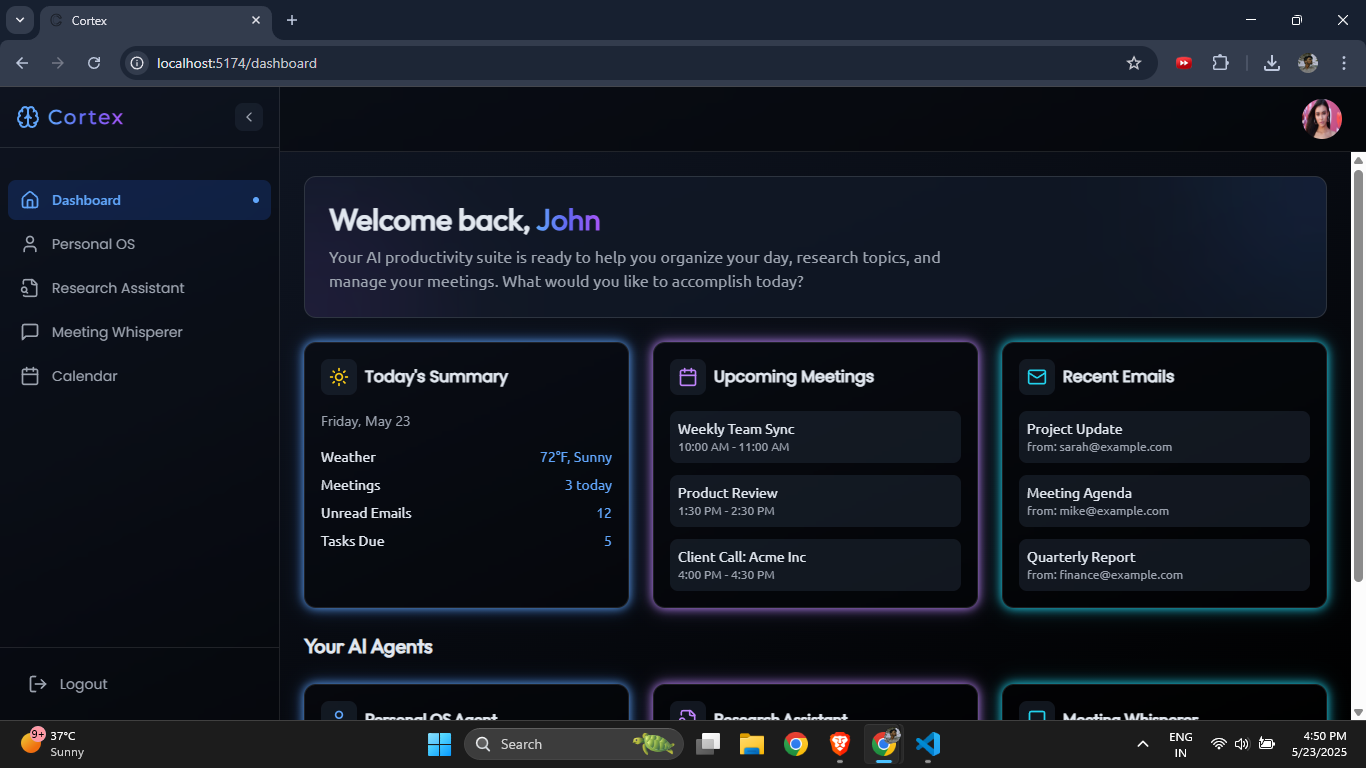 Cortex
localhost:5174/dashboard
Cortex
Dashboard
Personal OS
Research Assistant
Meeting Whisperer
Calendar
Logout
Welcome back, John
Your AI productivity suite is ready to help you organize your day, research topics, and
manage your meetings. What would you like to accomplish today?
Today's Summary
Friday, May 23
Weather 72°F, Sunny
Meetings 3 today
Unread Emails 12
Tasks Due 5
Upcoming Meetings
Weekly Team Sync
10:00 AM - 11:00 AM
Product Review
1:30 PM - 2:30 PM
Client Call: Acme Inc
4:00 PM - 4:30 PM
Recent Emails
Project Update
from: sarah@example.com
Meeting Agenda
from: mike@example.com
Quarterly Report
from: finance@example.com
Your AI Agents
Personal OS Agent
Research Assistant
Meeting Whisperer
9+
37°C
Sunny
Search
ENG
IN
4:50 PM
5/23/2025